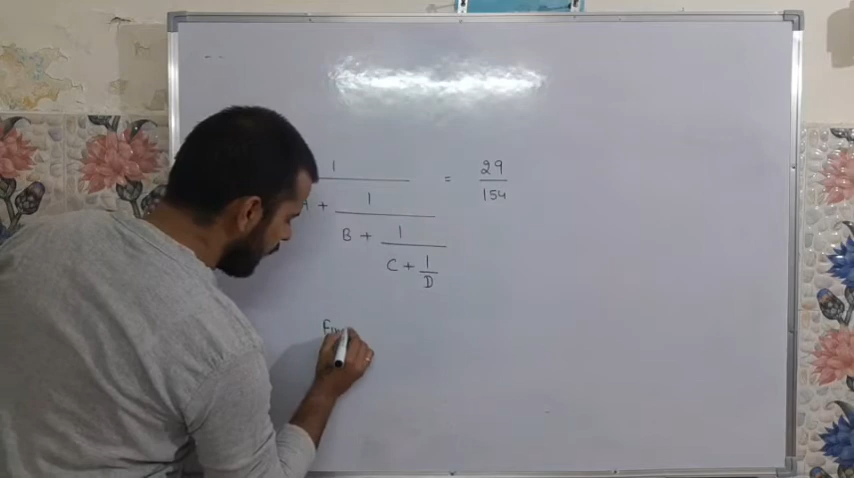 1 = 29
+ 1 154
B + 1
C + 1
D